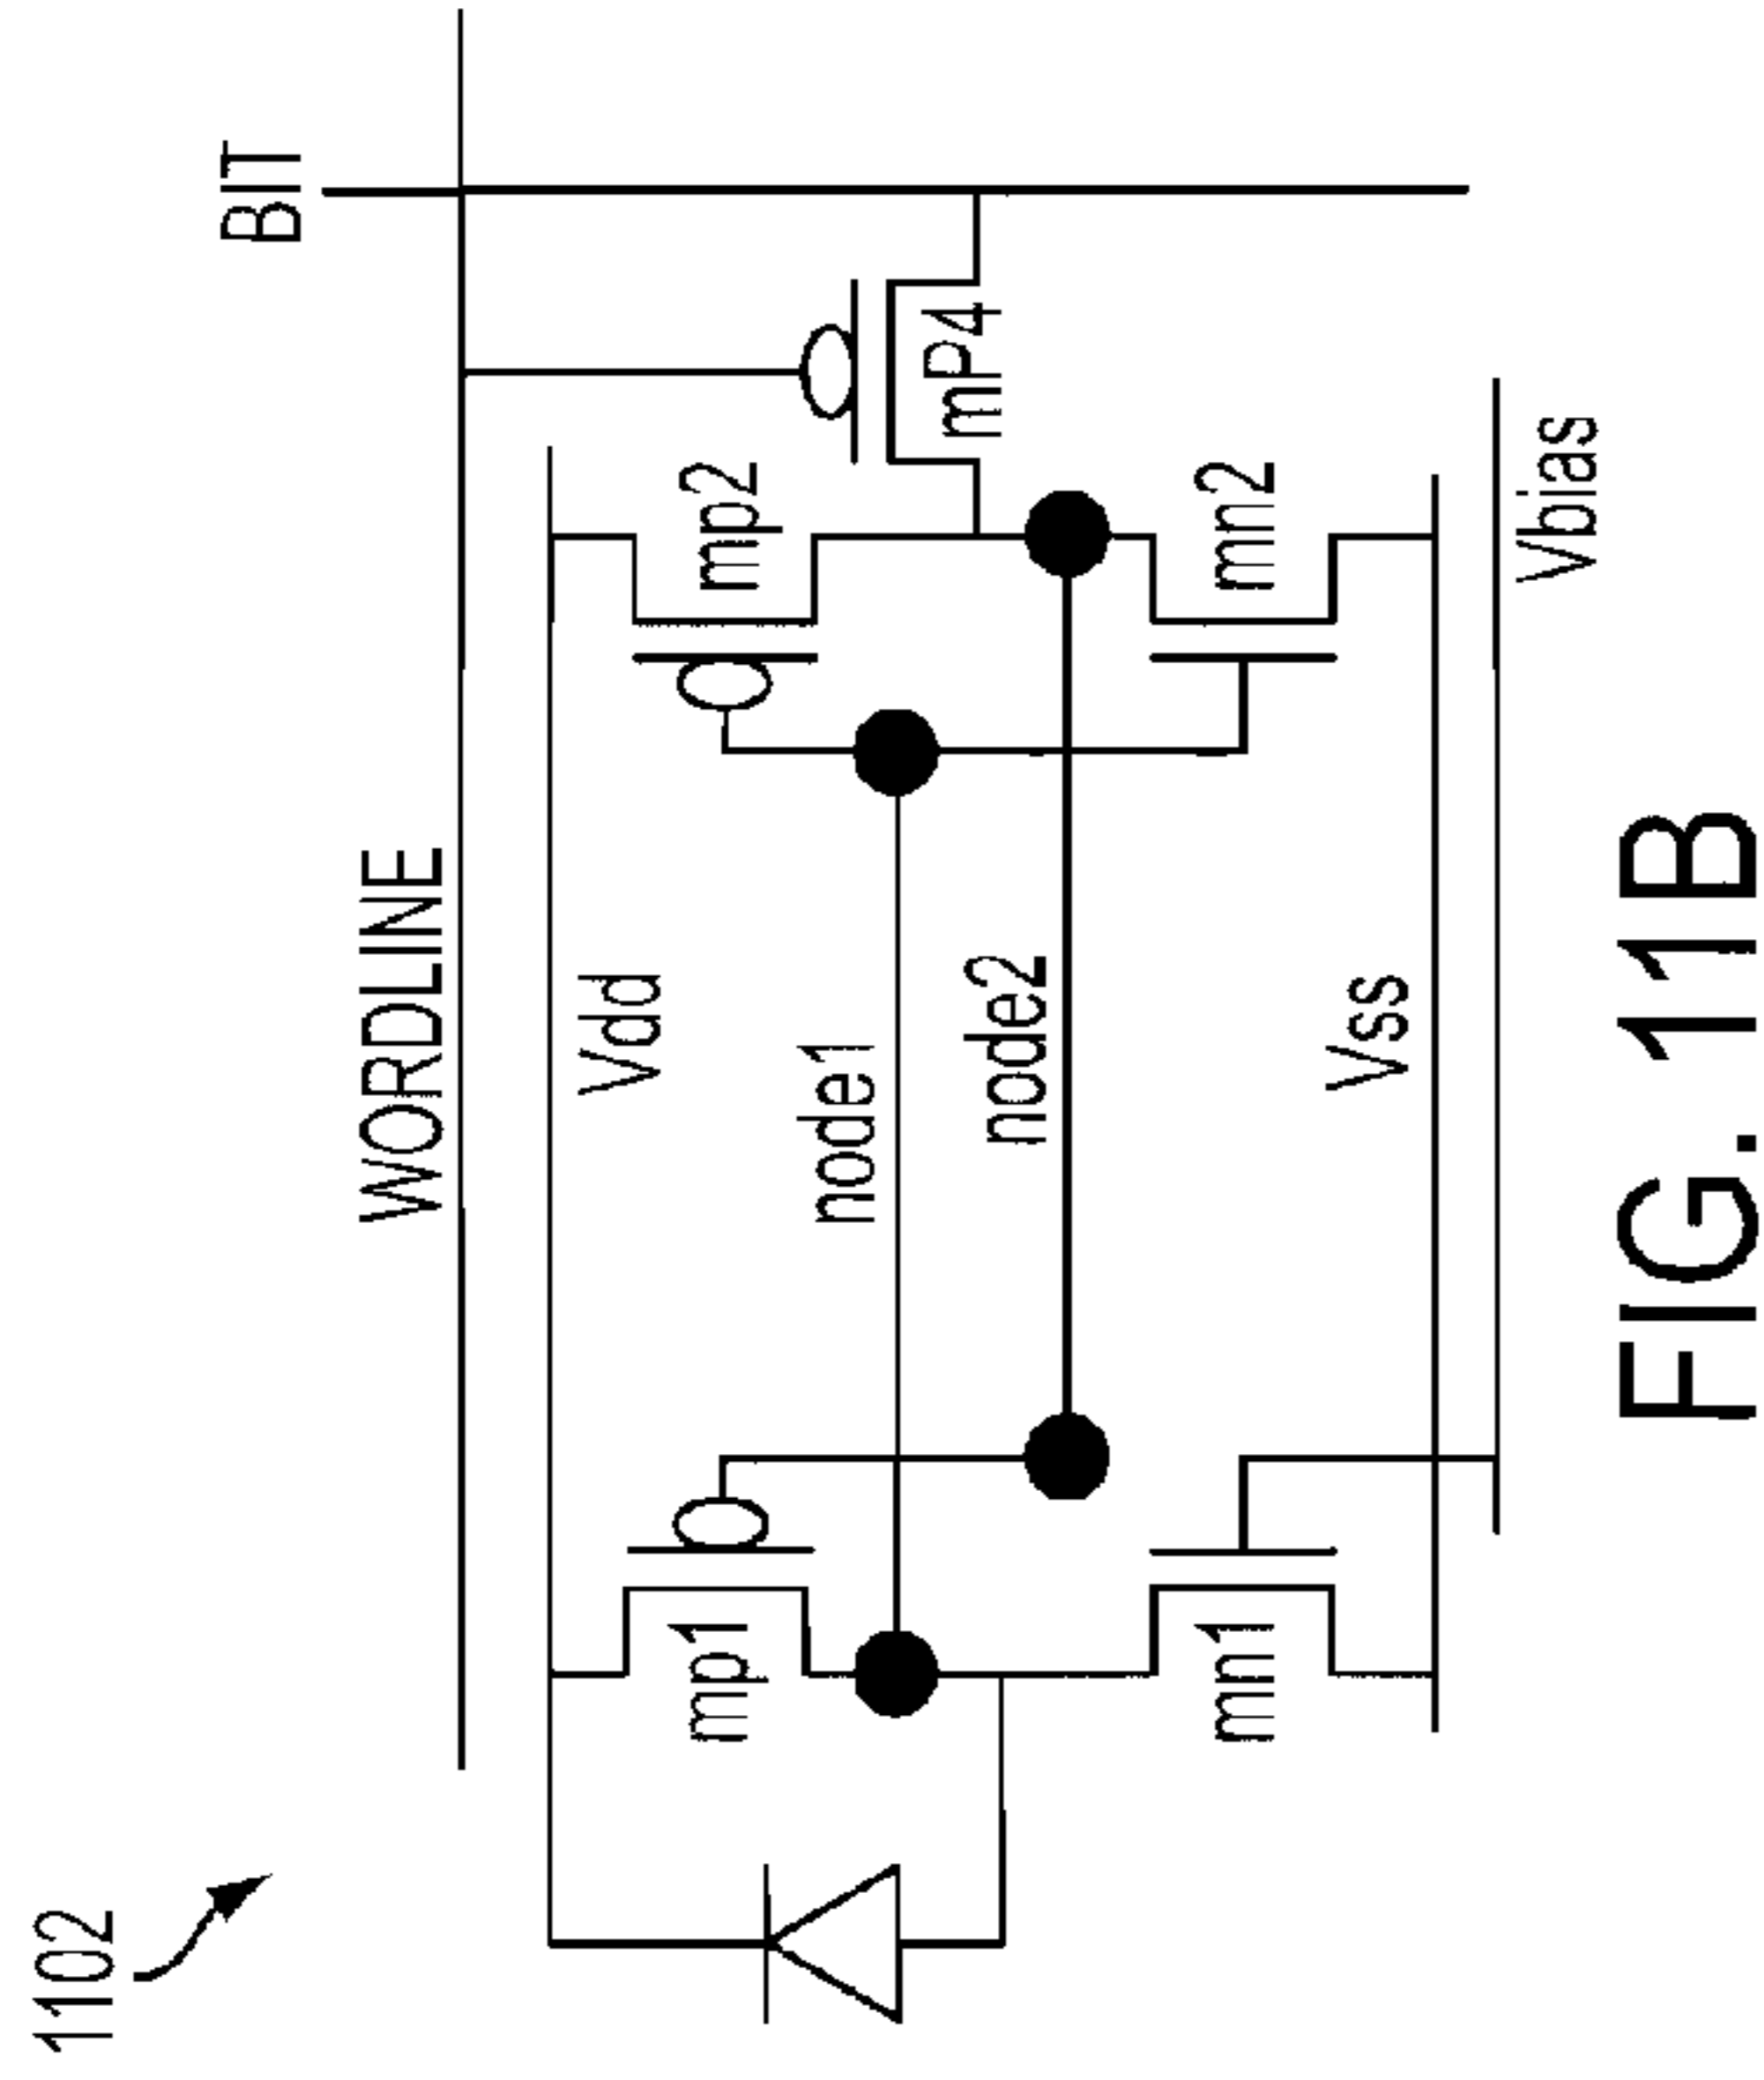 1102
BIT
WORDLINE
Vdd
mp1
mp2
mP4
node1
node2
mn1
mn2
Vss
Vbias
FIG. 11B